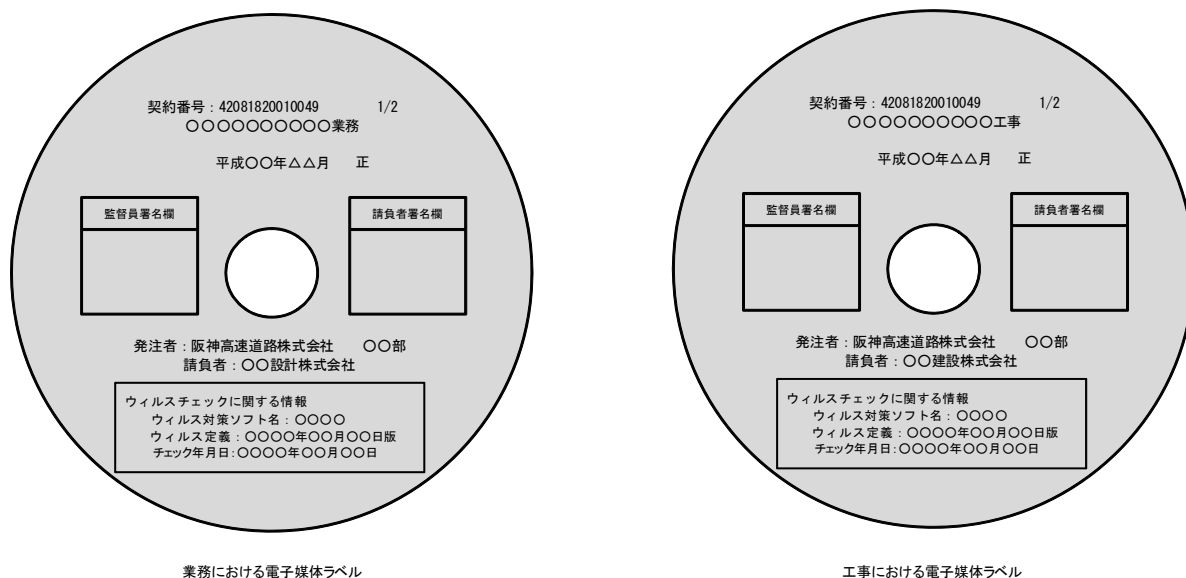 契約番号：42081820010049 1/2
○○○○○○○○○○業務
平成○○年△△月 正
監督員署名欄
請負者署名欄
発注者：阪神高速道路株式会社 ○○部
請負者：○○設計株式会社
ウィルスチェックに関する情報
ウィルス対策ソフト名：○○○○
ウィルス定義：○○○○年○○月○○日版
チェック年月日:○○○○年○○月○○日
業務における電子媒体ラベル
契約番号：42081820010049 1/2
○○○○○○○○○○工事
平成○○年△△月 正
監督員署名欄
請負者署名欄
発注者：阪神高速道路株式会社 ○○部
請負者：○○建設株式会社
ウィルスチェックに関する情報
ウィルス対策ソフト名：○○○○
ウィルス定義：○○○○年○○月○○日版
チェック年月日:○○○○年○○月○○日
工事における電子媒体ラベル